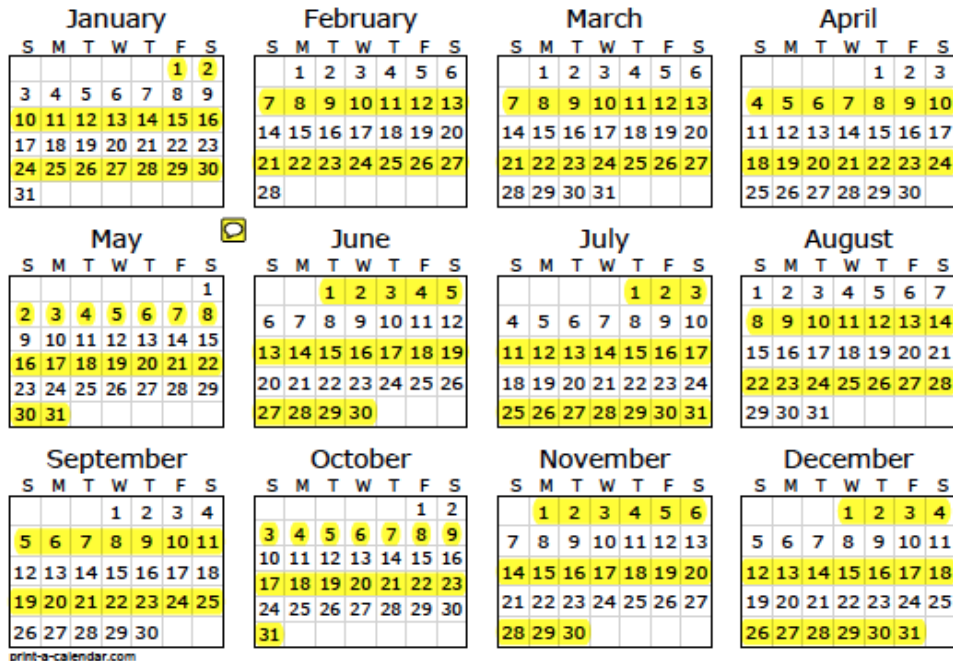 January February March April
S M T W T F S S M T W T F S S M T W T F S S M T W T F S
1 2 1 2 3 4 5 6 1 2 3 4 5 6 1 2 3
3 4 5 6 7 8 9 7 8 9 10 11 12 13 7 8 9 10 11 12 13 4 5 6 7 8 9 10
10 11 12 13 14 15 16 14 15 16 17 18 19 20 14 15 16 17 18 19 20 11 12 13 14 15 16 17
17 18 19 20 21 22 23 21 22 23 24 25 26 27 21 22 23 24 25 26 27 18 19 20 21 22 23 24
24 25 26 27 28 29 30 28 28 29 30 31 25 26 27 28 29 30
31
May June July August
S M T W T F S S M T W T F S S M T W T F S S M T W T F S
1 1 2 3 4 5 1 2 3 1 2 3 4 5 6 7
2 3 4 5 6 7 8 6 7 8 9 10 11 12 4 5 6 7 8 9 10 8 9 10 11 12 13 14
9 10 11 12 13 14 15 13 14 15 16 17 18 19 11 12 13 14 15 16 17 15 16 17 18 19 20 21
16 17 18 19 20 21 22 20 21 22 23 24 25 26 18 19 20 21 22 23 24 22 23 24 25 26 27 28
23 24 25 26 27 28 29 27 28 29 30 25 26 27 28 29 30 31 29 30 31
30 31
September October November December
S M T W T F S S M T W T F S S M T W T F S S M T W T F S
1 2 3 4 1 2 1 2 3 4 5 6 1 2 3 4
5 6 7 8 9 10 11 3 4 5 6 7 8 9 7 8 9 10 11 12 13 5 6 7 8 9 10 11
12 13 14 15 16 17 18 10 11 12 13 14 15 16 14 15 16 17 18 19 20 12 13 14 15 16 17 18
19 20 21 22 23 24 25 17 18 19 20 21 22 23 21 22 23 24 25 26 27 19 20 21 22 23 24 25
26 27 28 29 30 24 25 26 27 28 29 30 28 29 30 26 27 28 29 30 31
31
print-a-calendar.com